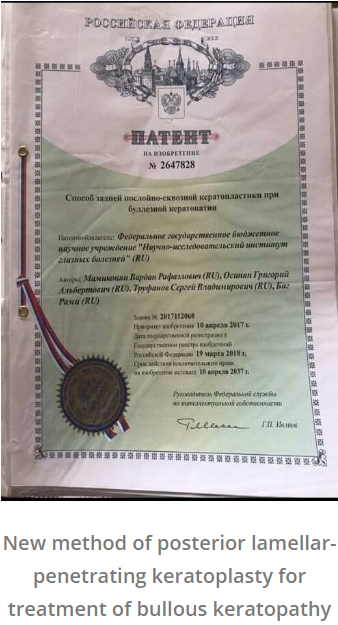 РОССИЙСКАЯ ФЕДЕРАЦИЯ
ПАТЕНТ
НА ИЗОБРЕТЕНИЕ
№ 2647828
Способ задней послойно-сквозной кератопластики при
буллезной кератопатии
Патентообладатель: Федеральное государственное бюджетное
научное учреждение "Научно-исследовательский институт
глазных болезней" (RU)
Авторы: Мамиконян Вардан Рафаэлович (RU), Осипян Григорий
Альбертович (RU), Труфанов Сергей Владимирович (RU), Баг
Рами (RU)
Заявка № 2017112068
Приоритет изобретения 10 апреля 2017 г.
Дата государственной регистрации в
Государственном реестре изобретений
Российской Федерации 19 марта 2018 г.
Срок действия исключительного права
на изобретение истекает 10 апреля 2037 г.
Руководитель Федеральной службы
по интеллектуальной собственности
Г.П. Ивлиев
New method of posterior lamellar-
penetrating keratoplasty for
treatment of bullous keratopathy